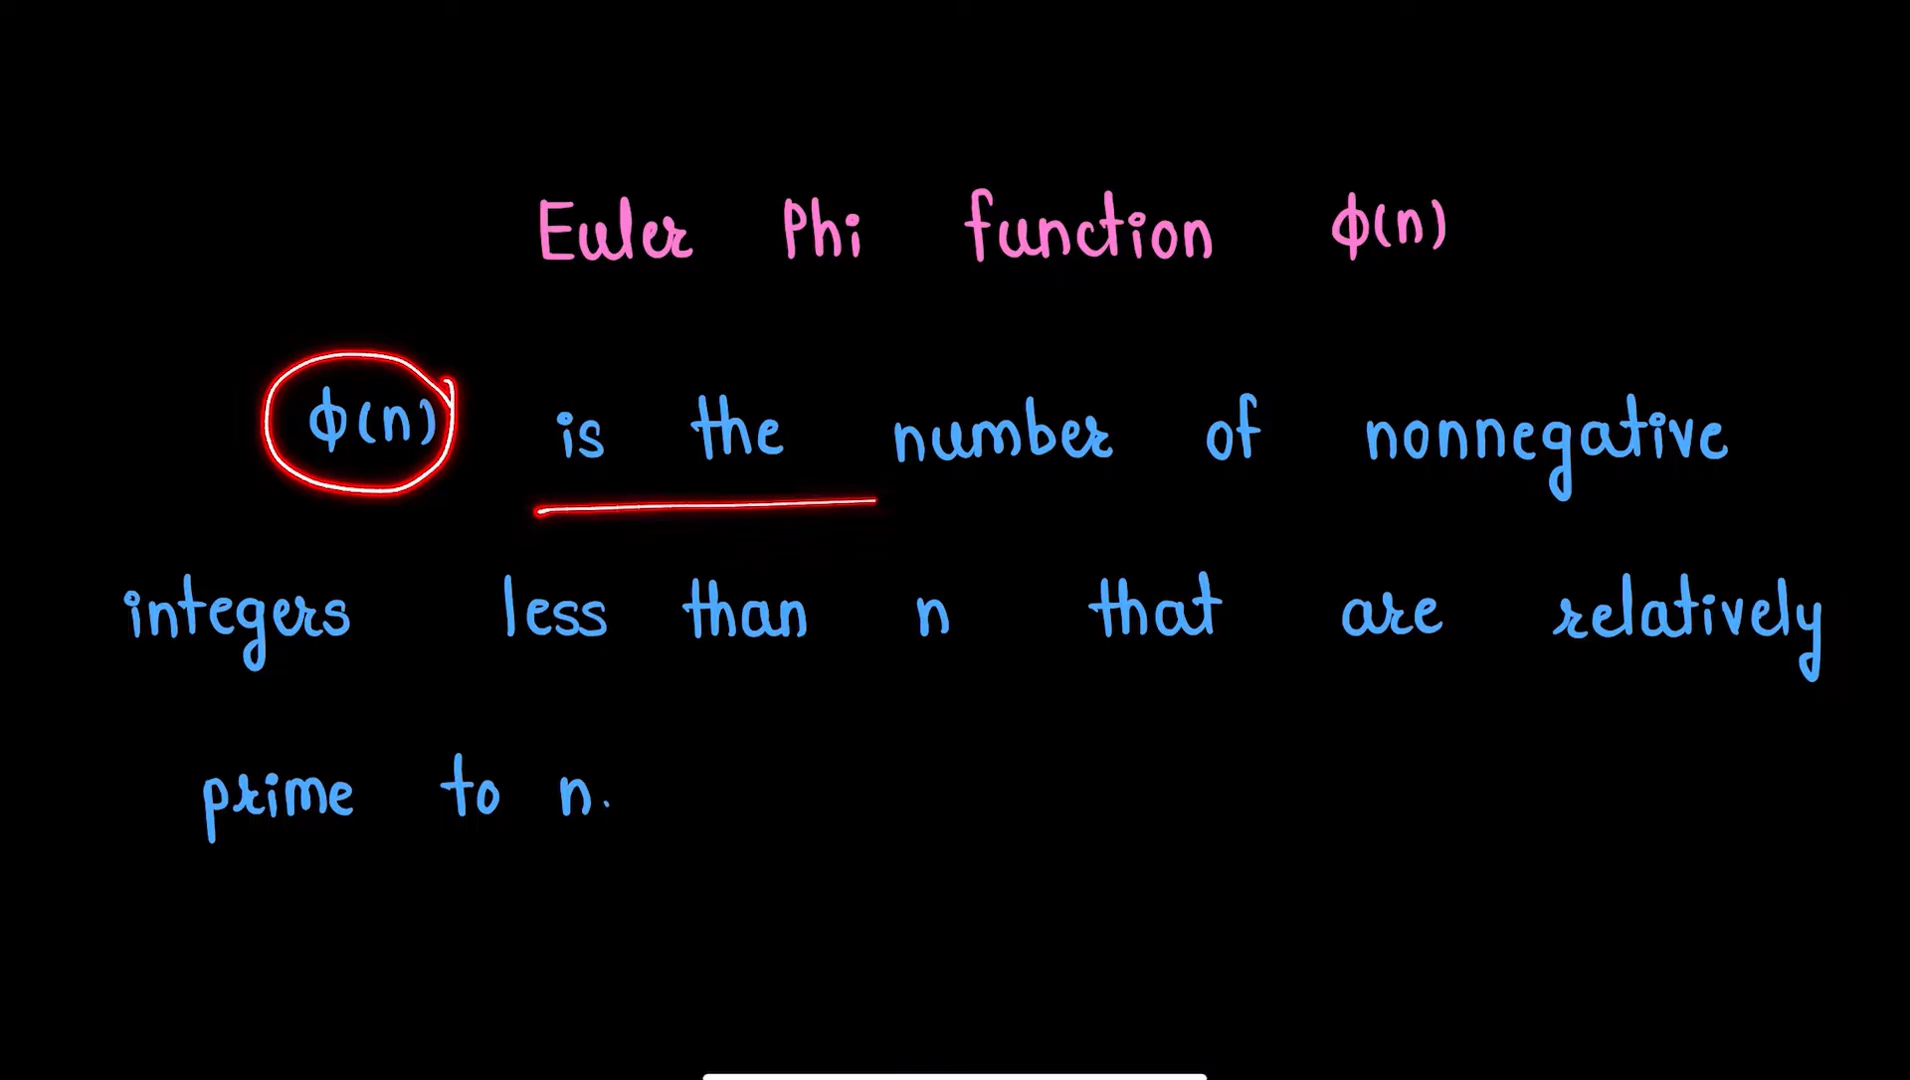 Euler Phi function ϕ(n)
ϕ(n) is the number of nonnegative
integers less than n that are relatively
prime to n.